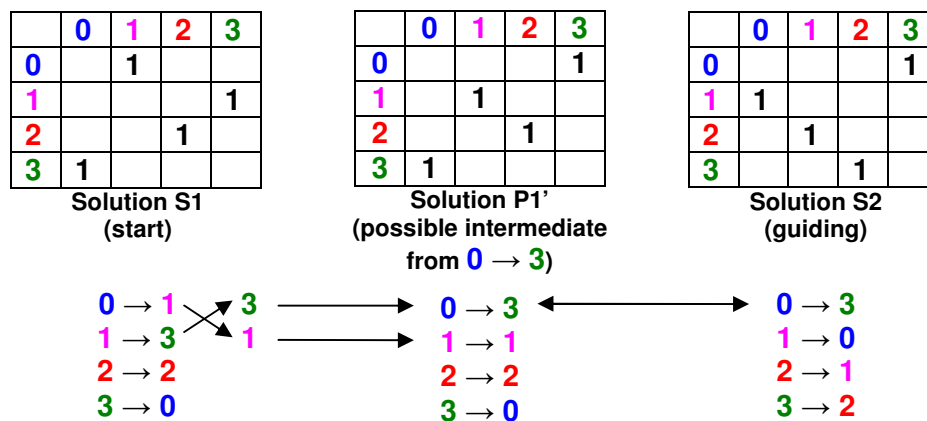 0 1 2 3
0 1
1 1
2 1
3 1
Solution S1
(start)
0 1 2 3
0 1
1 1
2 1
3 1
Solution P1’
(possible intermediate
from 0 → 3)
0 1 2 3
0 1
1 1
2 1
3 1
Solution S2
(guiding)
0 → 1 3 0 → 3 0 → 3
1 → 3 1 1 → 1 1 → 0
2 → 2 2 → 2 2 → 1
3 → 0 3 → 0 3 → 2